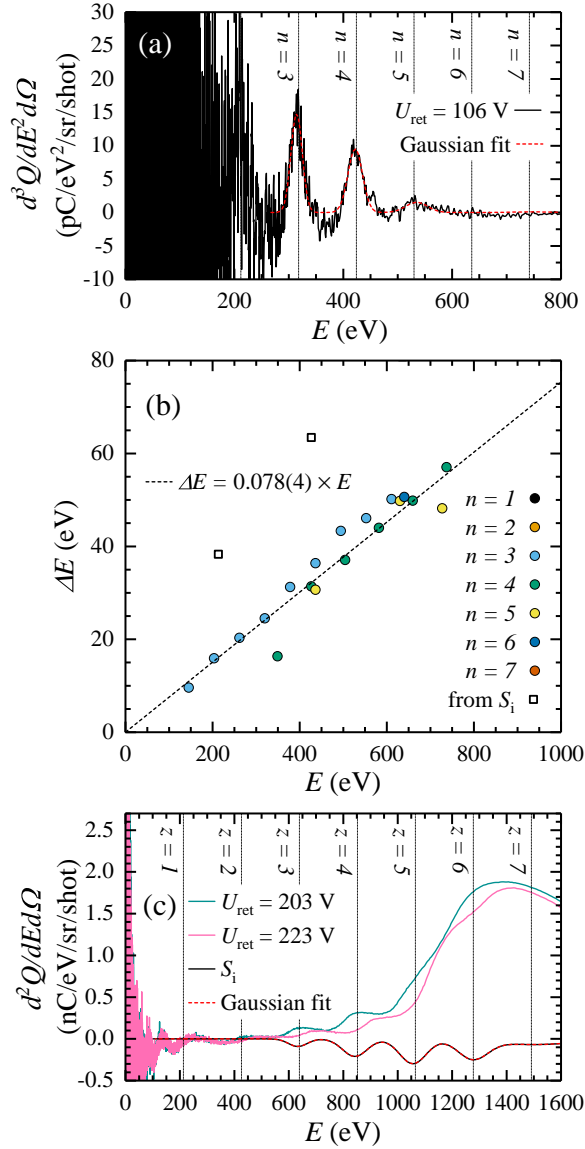 (a)
n = 3
n = 4
n = 5
n = 6
n = 7
U_ret = 106 V
Gaussian fit
d³Q/dE²dΩ
(pC/eV²/sr/shot)
30
25
20
15
10
5
0
-5
-10
0 200 400 600 800
E (eV)
(b)
80
60
40
20
0
ΔE (eV)
ΔE = 0.078(4) × E
n = 1
n = 2
n = 3
n = 4
n = 5
n = 6
n = 7
from S_i
0 200 400 600 800 1000
E (eV)
(c)
z = 1
z = 2
z = 3
z = 4
z = 5
z = 6
z = 7
U_ret = 203 V
U_ret = 223 V
S_i
Gaussian fit
d²Q/dEdΩ
(nC/eV/sr/shot)
2.5
2.0
1.5
1.0
0.5
0.0
-0.5
0 200 400 600 800 1000 1200 1400 1600
E (eV)